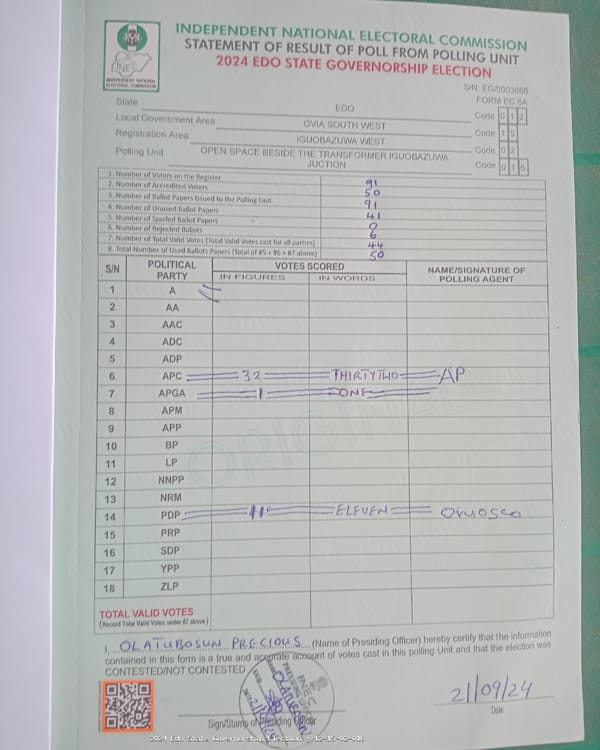 INEC
INDEPENDENT NATIONAL
ELECTORAL COMMISSION
INDEPENDENT NATIONAL ELECTORAL COMMISSION
STATEMENT OF RESULT OF POLL FROM POLLING UNIT
2024 EDO STATE GOVERNORSHIP ELECTION
S/N: EG/0003866
FORM EC 8A
State EDO Code 0 1 2
Local Government Area OVIA SOUTH WEST Code 1 5
Registration Area IGUOBAZUWA WEST Code 0 2
Polling Unit OPEN SPACE BESIDE THE TRANSFORMER IGUOBAZUWA JUCTION Code 0 1 6
1. Number of Voters on the Register 91
2. Number of Accredited Voters 50
3. Number of Ballot Papers Issued to the Polling Unit 91
4. Number of Unused Ballot Papers 41
5. Number of Spoiled Ballot Papers 0
6. Number of Rejected Ballots 6
7. Number of Total Valid Votes (Total Valid Votes cast for all parties) 44
8. Total Number of Used Ballots Papers (Total of #5 + #6 + #7 above) 50
S/N POLITICAL PARTY VOTES SCORED NAME/SIGNATURE OF POLLING AGENT
IN FIGURES IN WORDS
1 A
2 AA
3 AAC
4 ADC
5 ADP
6 APC 32 THIRTYTWO AP
7 APGA 1 ONE
8 APM
9 APP
10 BP
11 LP
12 NNPP
13 NRM
14 PDP 11 ELEVEN OMOSCO
15 PRP
16 SDP
17 YPP
18 ZLP
ORIGINAL
TOTAL VALID VOTES
(Record Total Valid Votes under #7 above)
I, OLATUBOSUN PRECIOUS (Name of Presiding Officer) hereby certify that the information
contained in this form is a true and accurate account of votes cast in this polling Unit and that the election was
CONTESTED/NOT CONTESTED
21/09/24
Date
Sign/Stamp of Presiding Officer
2024 Edo State Governorship Election - 12-15-02-016